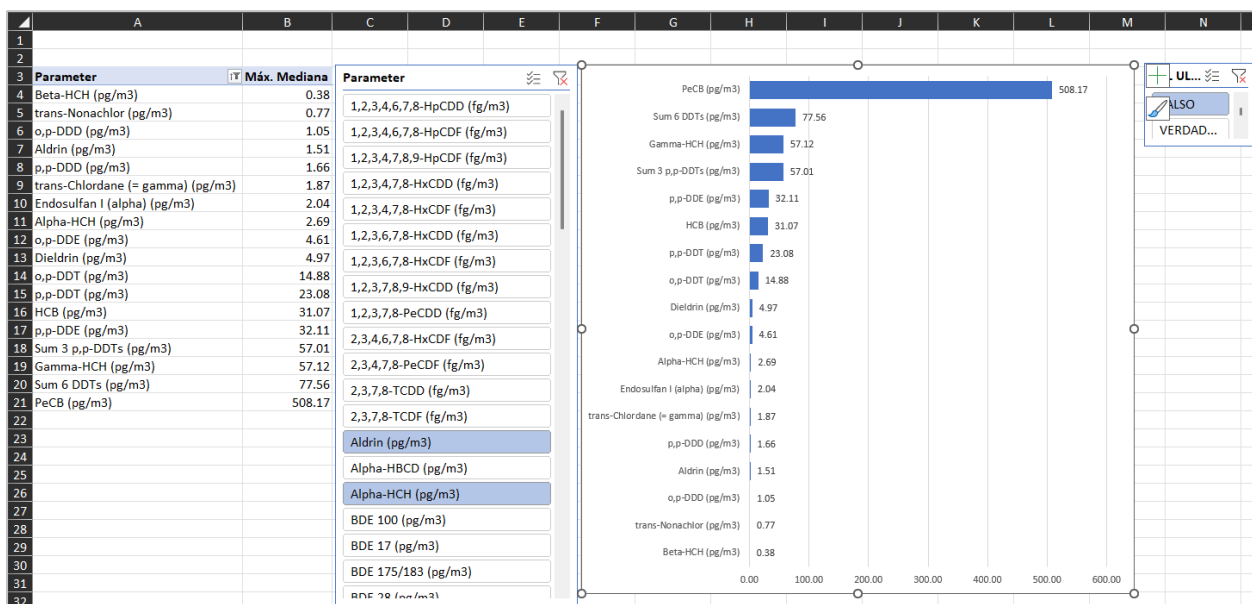 A B C D E F G H I J K L M N
1
2
3 Parameter Máx. Mediana
4 Beta-HCH (pg/m3) 0.38
5 trans-Nonachlor (pg/m3) 0.77
6 o,p-DDD (pg/m3) 1.05
7 Aldrin (pg/m3) 1.51
8 p,p-DDD (pg/m3) 1.66
9 trans-Chlordane (= gamma) (pg/m3) 1.87
10 Endosulfan I (alpha) (pg/m3) 2.04
11 Alpha-HCH (pg/m3) 2.69
12 o,p-DDE (pg/m3) 4.61
13 Dieldrin (pg/m3) 4.97
14 o,p-DDT (pg/m3) 14.88
15 p,p-DDT (pg/m3) 23.08
16 HCB (pg/m3) 31.07
17 p,p-DDE (pg/m3) 32.11
18 Sum 3 p,p-DDTs (pg/m3) 57.01
19 Gamma-HCH (pg/m3) 57.12
20 Sum 6 DDTs (pg/m3) 77.56
21 PeCB (pg/m3) 508.17
22
23
24
25
26
27
28
29
30
31
32
Parameter
1,2,3,4,6,7,8-HpCDD (fg/m3)
1,2,3,4,6,7,8-HpCDF (fg/m3)
1,2,3,4,7,8,9-HpCDF (fg/m3)
1,2,3,4,7,8-HxCDD (fg/m3)
1,2,3,4,7,8-HxCDF (fg/m3)
1,2,3,6,7,8-HxCDD (fg/m3)
1,2,3,6,7,8-HxCDF (fg/m3)
1,2,3,7,8,9-HxCDD (fg/m3)
1,2,3,7,8-PeCDD (fg/m3)
2,3,4,6,7,8-HxCDF (fg/m3)
2,3,4,7,8-PeCDF (fg/m3)
2,3,7,8-TCDD (fg/m3)
2,3,7,8-TCDF (fg/m3)
Aldrin (pg/m3)
Alpha-HBCD (pg/m3)
Alpha-HCH (pg/m3)
BDE 100 (pg/m3)
BDE 17 (pg/m3)
BDE 175/183 (pg/m3)
BDE 28 (pg/m3)
PeCB (pg/m3) 508.17
Sum 6 DDTs (pg/m3) 77.56
Gamma-HCH (pg/m3) 57.12
Sum 3 p,p-DDTs (pg/m3) 57.01
p,p-DDE (pg/m3) 32.11
HCB (pg/m3) 31.07
p,p-DDT (pg/m3) 23.08
o,p-DDT (pg/m3) 14.88
Dieldrin (pg/m3) 4.97
o,p-DDE (pg/m3) 4.61
Alpha-HCH (pg/m3) 2.69
Endosulfan I (alpha) (pg/m3) 2.04
trans-Chlordane (= gamma) (pg/m3) 1.87
p,p-DDD (pg/m3) 1.66
Aldrin (pg/m3) 1.51
o,p-DDD (pg/m3) 1.05
trans-Nonachlor (pg/m3) 0.77
Beta-HCH (pg/m3) 0.38
0.00 100.00 200.00 300.00 400.00 500.00 600.00
. UL...
ALSO
VERDAD...